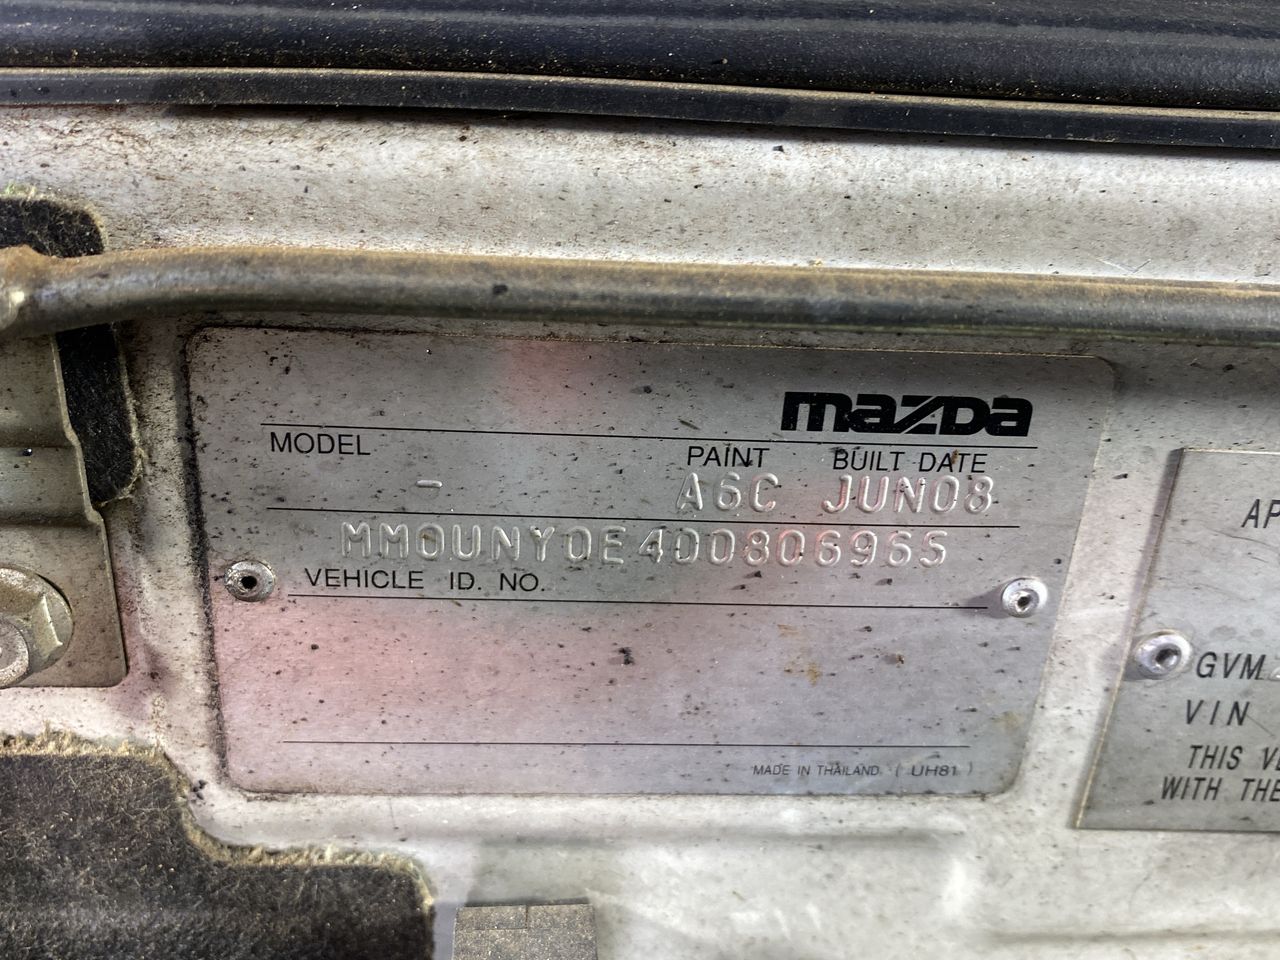 mazda
MODEL PAINT BUILT DATE
- A6C JUN08
MM0UNY0E400806965
VEHICLE ID. NO.
MADE IN THAILAND ( UH81 )
AP
GVM
VIN
THIS VE
WITH THE